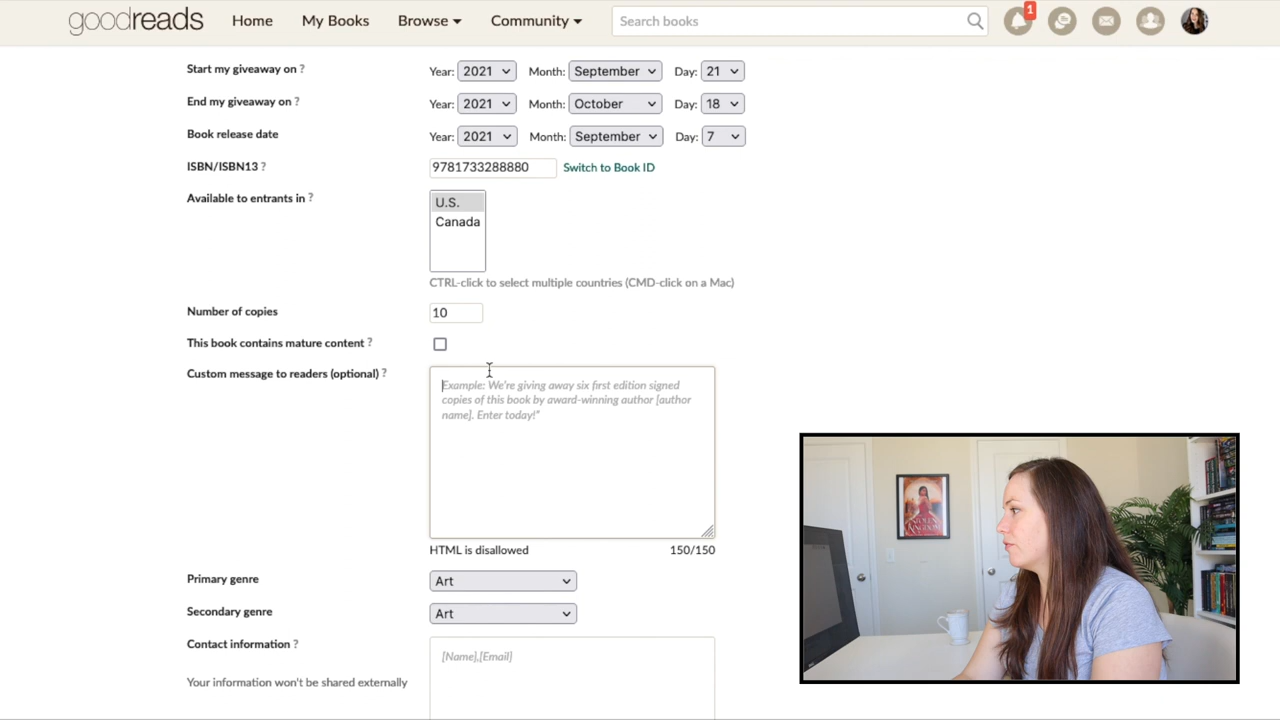 goodreads Home My Books Browse Community Search books 1
Start my giveaway on ? Year: 2021 Month: September Day: 21
End my giveaway on ? Year: 2021 Month: October Day: 18
Book release date Year: 2021 Month: September Day: 7
ISBN/ISBN13 ? 9781733288880 Switch to Book ID
Available to entrants in ? U.S.
Canada
CTRL-click to select multiple countries (CMD-click on a Mac)
Number of copies 10
This book contains mature content ?
Custom message to readers (optional) ? Example: We're giving away six first edition signed
copies of this book by award-winning author [author
name]. Enter today!"
HTML is disallowed 150/150
Primary genre Art
Secondary genre Art
Contact information ? [Name],[Email]
Your information won't be shared externally
STOLEN
KINGDOM